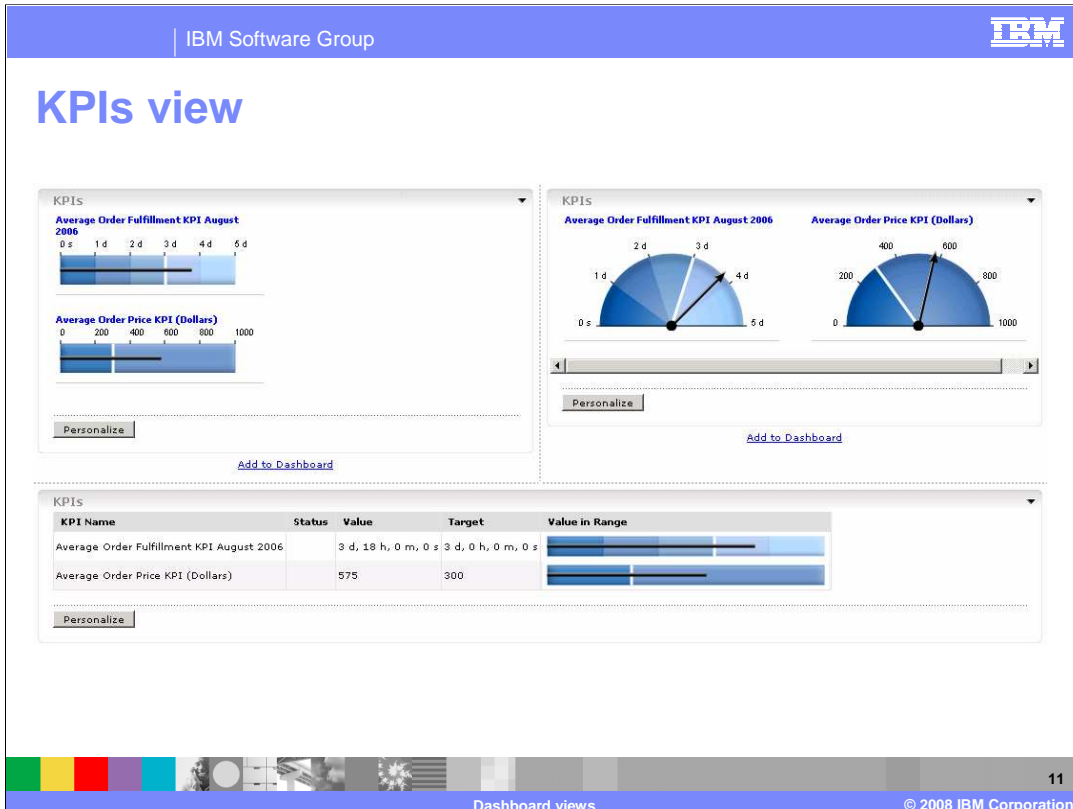 IBM Software Group
IBM
KPIs view
KPIs
Average Order Fulfillment KPI August
2006
0 s 1 d 2 d 3 d 4 d 5 d
Average Order Price KPI (Dollars)
0 200 400 600 800 1000
Personalize
Add to Dashboard
KPIs
Average Order Fulfillment KPI August 2006
0 s 1 d 2 d 3 d 4 d 5 d
Average Order Price KPI (Dollars)
0 200 400 600 800 1000
Personalize
Add to Dashboard
KPIs
KPI Name Status Value Target Value in Range
Average Order Fulfillment KPI August 2006 3 d, 18 h, 0 m, 0 s 3 d, 0 h, 0 m, 0 s
Average Order Price KPI (Dollars) 575 300
Personalize
11
Dashboard views
© 2008 IBM Corporation